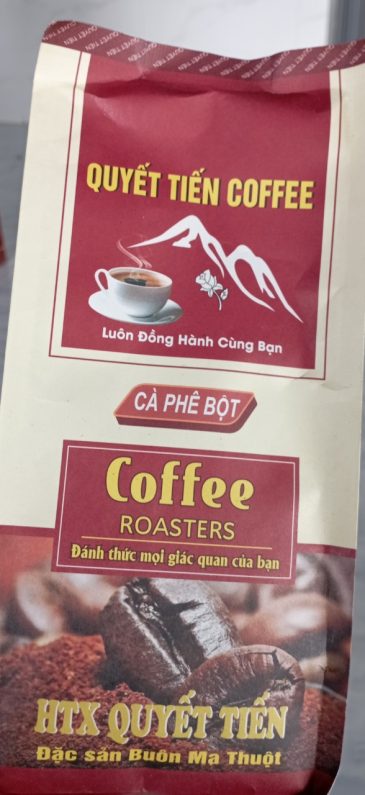 QUYẾT TIẾN COFFEE
Luôn Đồng Hành Cùng Bạn
CÀ PHÊ BỘT
Coffee
ROASTERS
Đánh thức mọi giác quan của bạn
HTX QUYẾT TIẾN
Đặc sản Buôn Ma Thuột